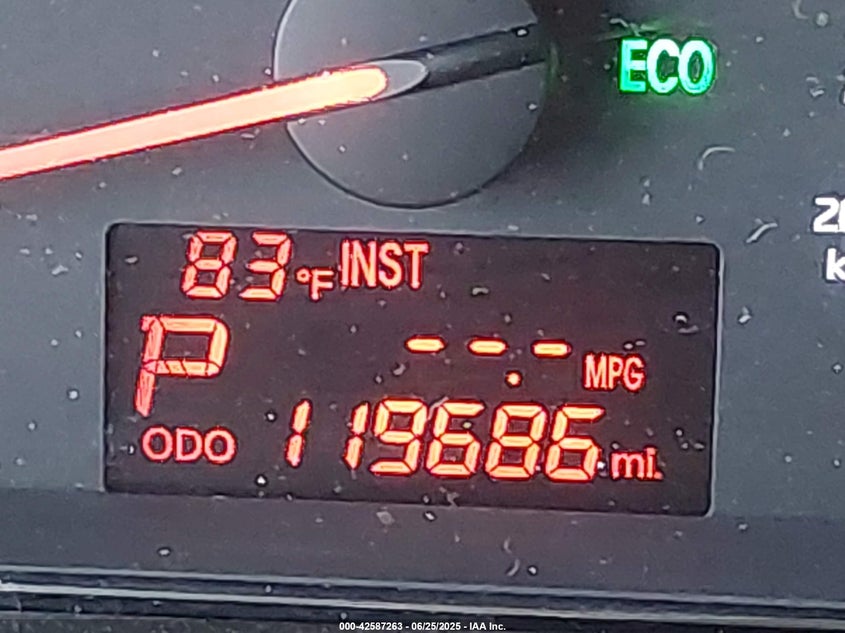 ECO
83°F INST
P --.- MPG
ODO 119686 mi.
000-42587263 - 06/25/2025 - IAA Inc.